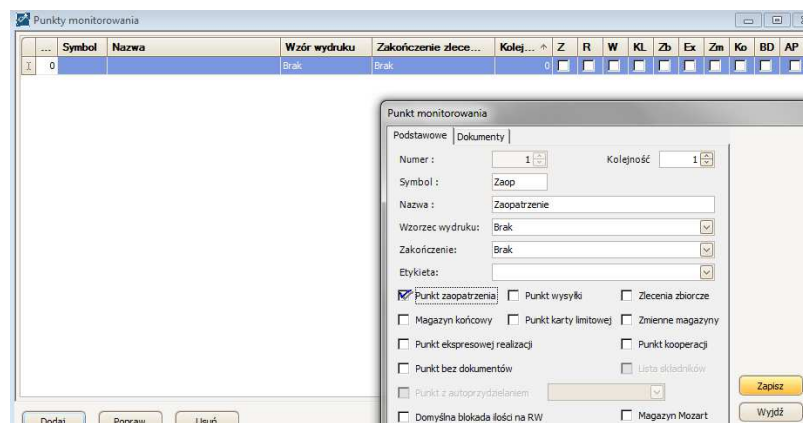 Punkty monitorowania
... Symbol Nazwa Wzór wydruku Zakończenie zlece... Kolej... Z R W KL Zb Ex Zm Ko BD AP
0 Brak Brak 0
Punkt monitorowania
Podstawowe Dokumenty
Numer : 1 Kolejność 1
Symbol : Zaop
Nazwa : Zaopatrzenie
Wzorzec wydruku: Brak
Zakończenie: Brak
Etykieta:
Punkt zaopatrzenia Punkt wysyłki Zlecenia zbiorcze
Magazyn końcowy Punkt karty limitowej Zmienne magazyny
Punkt ekspresowej realizacji Punkt kooperacji
Punkt bez dokumentów Lista składników
Punkt z autoprzydzielaniem
Zapisz
Domyślna blokada ilości na RW Magazyn Mozart
Wyjdź
Dodaj Popraw Usuń